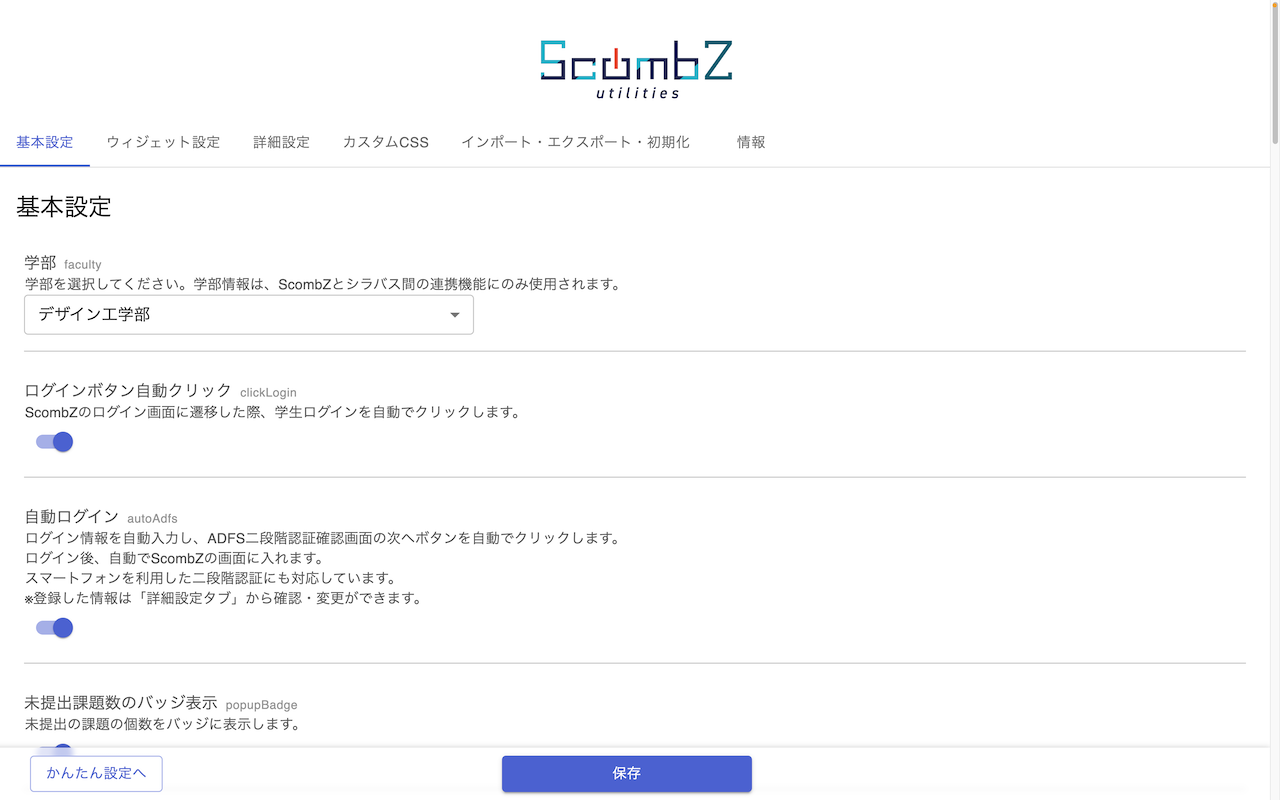 ScombZ
utilities
基本設定 ウィジェット設定 詳細設定 カスタムCSS インポート・エクスポート・初期化 情報
基本設定
学部 faculty
学部を選択してください。学部情報は、ScombZとシラバス間の連携機能にのみ使用されます。
デザイン工学部
ログインボタン自動クリック clickLogin
ScombZのログイン画面に遷移した際、学生ログインを自動でクリックします。
自動ログイン autoAdfs
ログイン情報を自動入力し、ADFS二段階認証確認画面の次へボタンを自動でクリックします。
ログイン後、自動でScombZの画面に入れます。
スマートフォンを利用した二段階認証にも対応しています。
※登録した情報は「詳細設定タブ」から確認・変更ができます。
未提出課題数のバッジ表示 popupBadge
未提出の課題の個数をバッジに表示します。
かんたん設定へ 保存